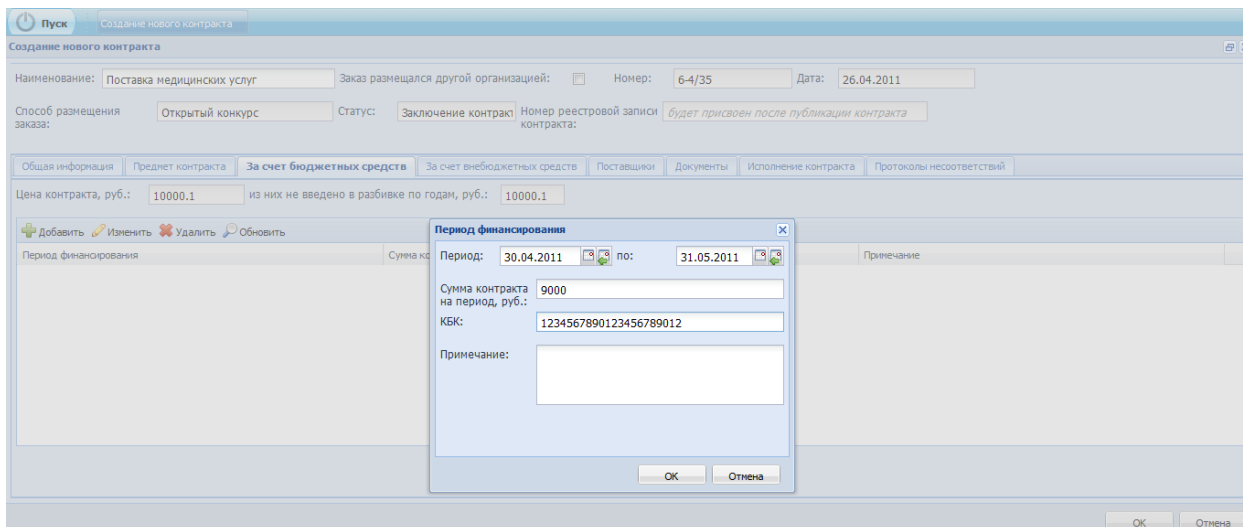 Пуск Создание нового контракта
Создание нового контракта
Наименование: Поставка медицинских услуг Заказ размещался другой организацией: Номер: 6-4/35 Дата: 26.04.2011
Способ размещения заказа: Открытый конкурс Статус: Заключение контракт Номер реестровой записи контракта: будет присвоен после публикации контракта
Общая информация Предмет контракта За счет бюджетных средств За счет внебюджетных средств Поставщики Документы Исполнение контракта Протоколы несоответствий
Цена контракта, руб.: 10000.1 из них не введено в разбивке по годам, руб.: 10000.1
Добавить Изменить Удалить Обновить
Период финансирования Сумма ко Примечание
Период финансирования
Период: 30.04.2011 по: 31.05.2011
Сумма контракта на период, руб.: 9000
КБК: 1234567890123456789012
Примечание:
ОК Отмена
ОК Отмена